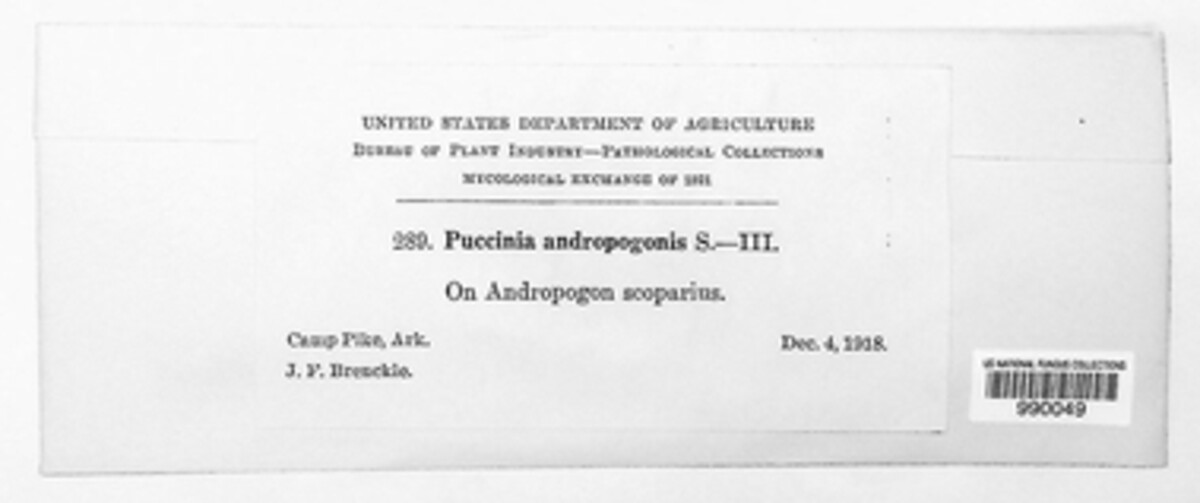 UNITED STATES DEPARTMENT OF AGRICULTURE
BUREAU OF PLANT INDUSTRY—PATHOLOGICAL COLLECTIONS
MYCOLOGICAL EXCHANGE OF 1921
289. Puccinia andropogonis S.—III.
On Andropogon scoparius.
Camp Pike, Ark.
Dec. 4, 1918.
J. F. Brenckle.
US NATIONAL FUNGUS COLLECTIONS
990049